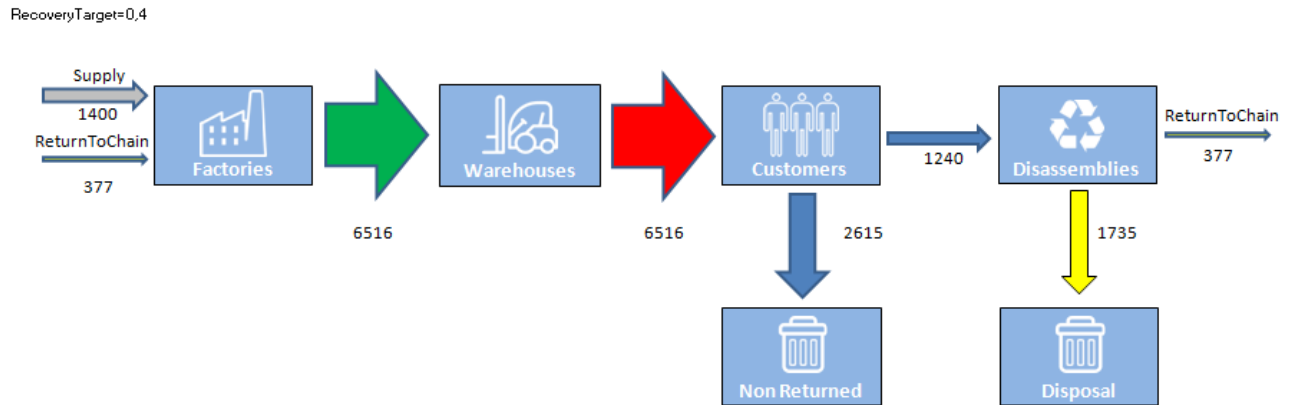 RecoveryTarget=0,4
Supply
1400
ReturnToChain
377
Factories
6516
Warehouses
6516
Customers
1240
Disassemblies
ReturnToChain
377
2615
1735
Non Returned
Disposal